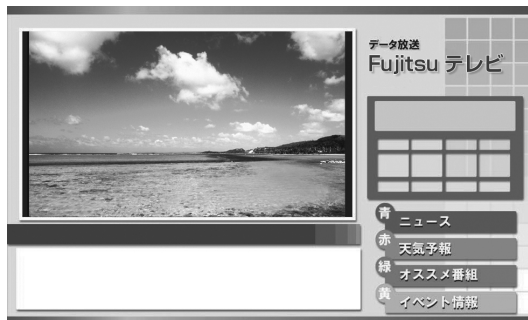 データ放送
Fujitsu テレビ
青 ニュース
赤 天気予報
緑 オススメ番組
黄 イベント情報